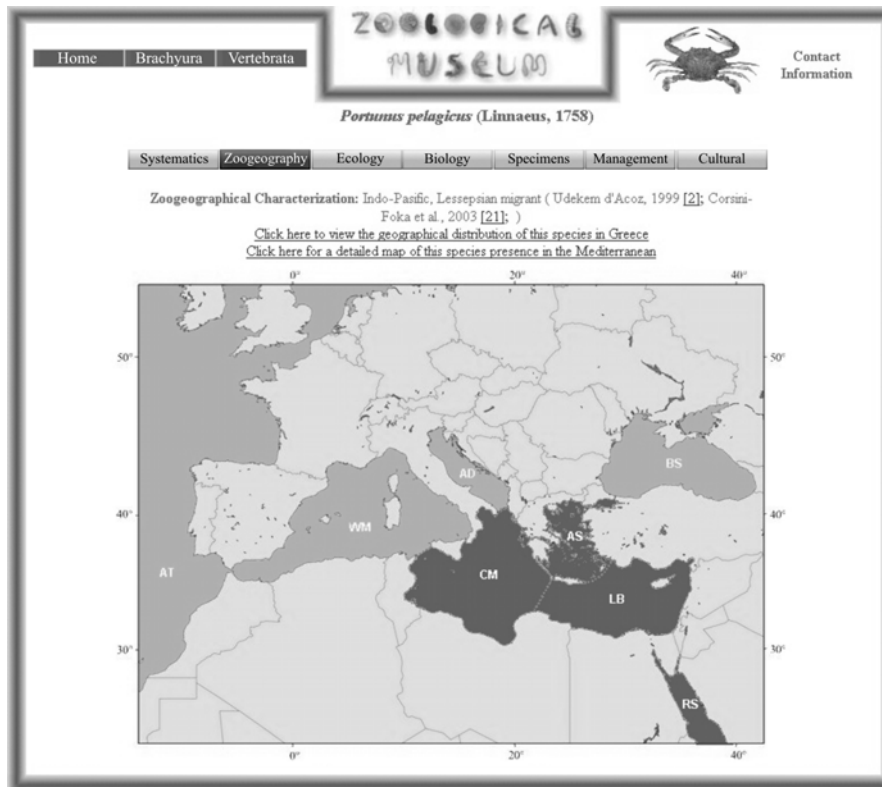 ZOOLOGICAL
MUSEUM
Home Brachyura Vertebrata
Contact
Information
Portunus pelagicus (Linnaeus, 1758)
Systematics Zoogeography Ecology Biology Specimens Management Cultural
Zoogeographical Characterization: Indo-Pasific, Lessepsian migrant ( Udekem d'Acoz, 1999 [2]; Corsini-
Foka et al., 2003 [21]; )
Click here to view the geographical distribution of this species in Greece
Click here for a detailed map of this species presence in the Mediterranean
0° 20° 40°
50° 50°
BS
AD
40° 40°
WM
AS
AT
CM
LB
30° 30°
RS
0° 20° 40°